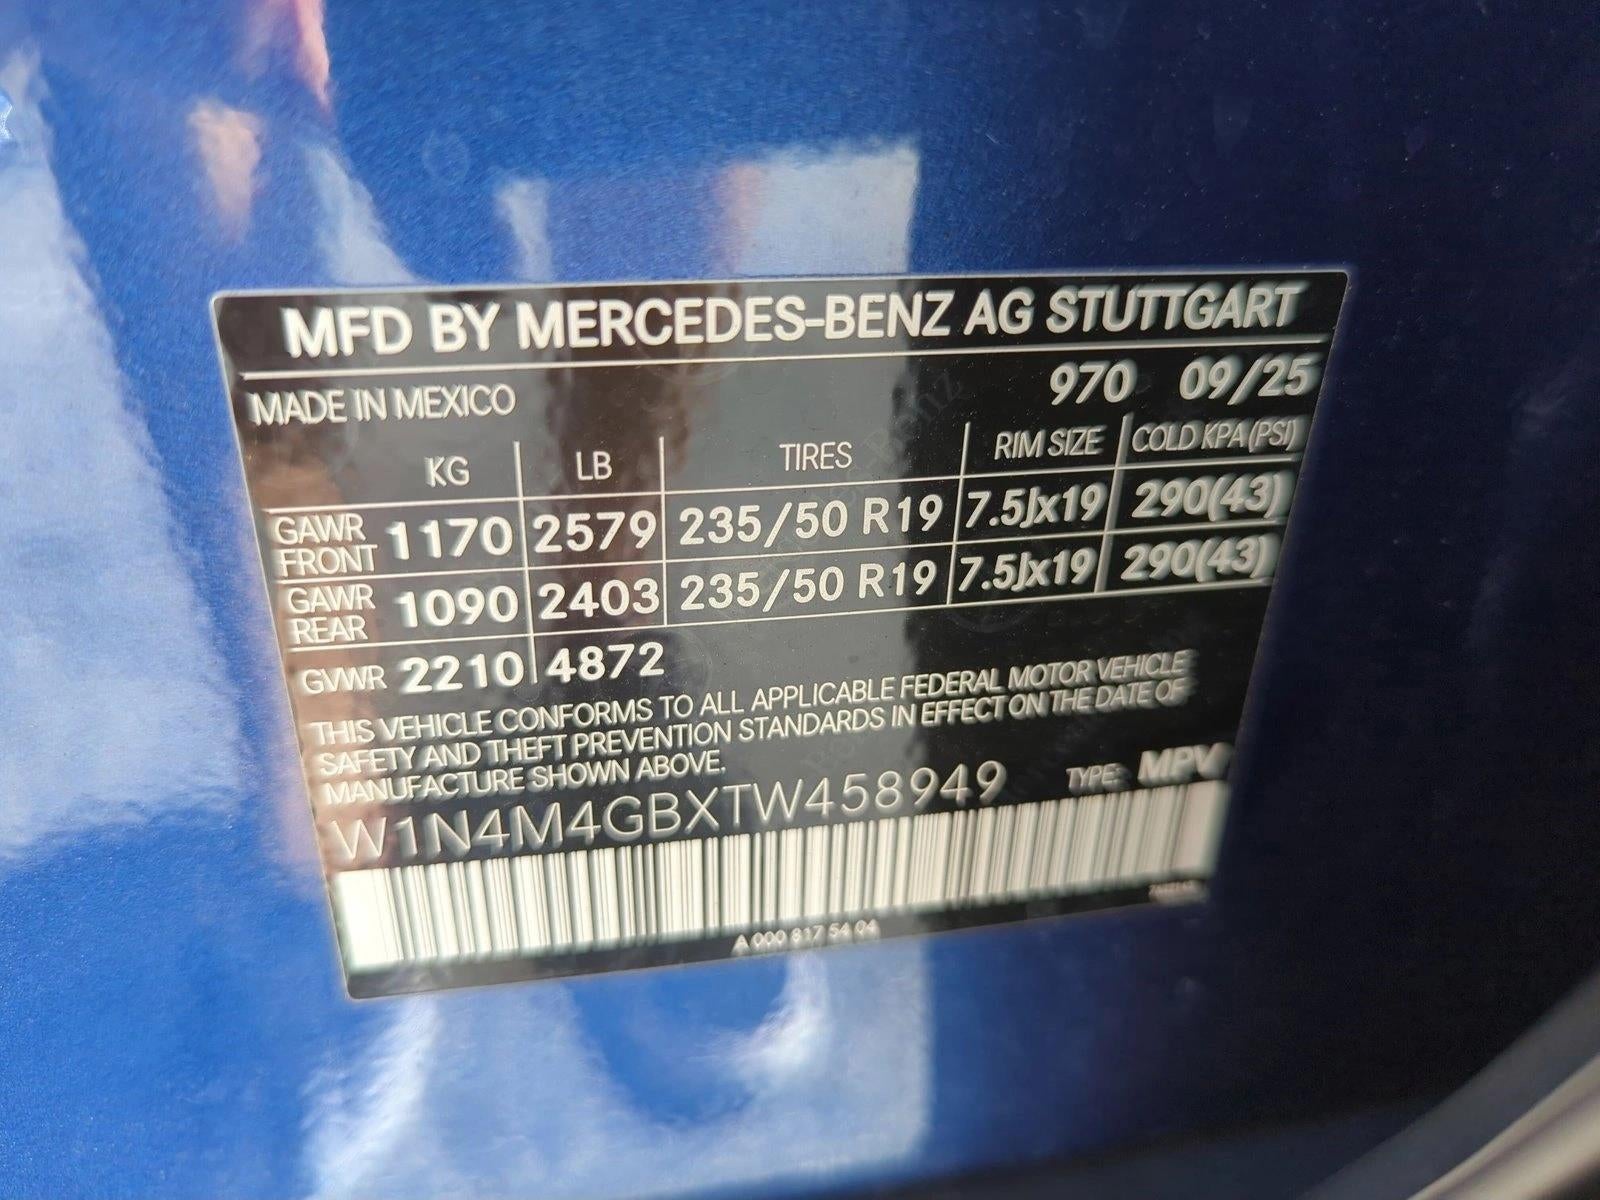 MFD BY MERCEDES-BENZ AG STUTTGART
MADE IN MEXICO 970 09/25
KG LB TIRES RIM SIZE COLD KPA(PSI)
GAWR FRONT 1170 2579 235/50 R19 7.5Jx19 290(43)
GAWR REAR 1090 2403 235/50 R19 7.5Jx19 290(43)
GVWR 2210 4872
THIS VEHICLE CONFORMS TO ALL APPLICABLE FEDERAL MOTOR VEHICLE
SAFETY AND THEFT PREVENTION STANDARDS IN EFFECT ON THE DATE OF
MANUFACTURE SHOWN ABOVE.
W1N4M4GBXTW458949 TYPE: MPV
A 000 817 54 04